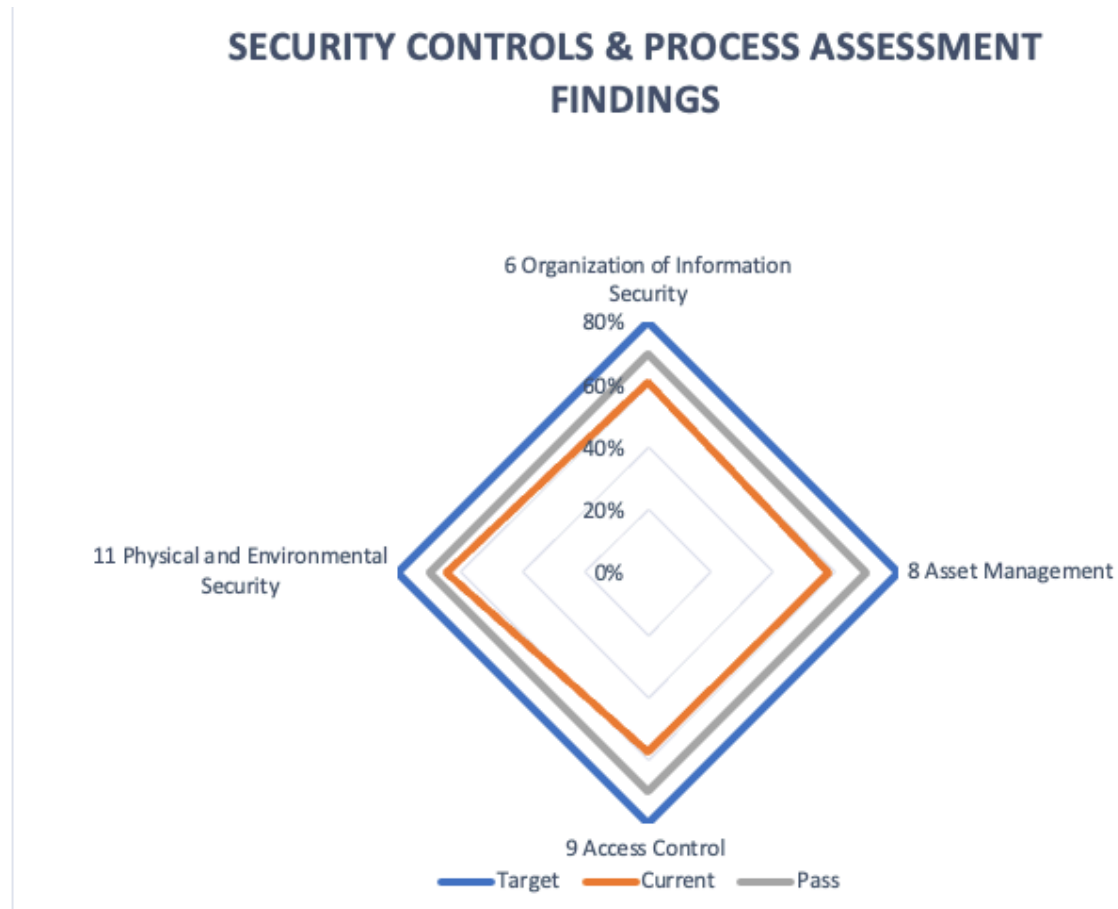 SECURITY CONTROLS & PROCESS ASSESSMENT
FINDINGS
6 Organization of Information
Security
80%
60%
40%
20%
0%
11 Physical and Environmental
Security
8 Asset Management
9 Access Control
Target Current Pass